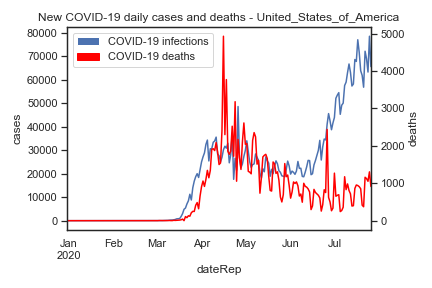 New COVID-19 daily cases and deaths - United_States_of_America
COVID-19 infections
COVID-19 deaths
80000
70000
60000
50000
40000
30000
20000
10000
0
cases
5000
4000
3000
2000
1000
0
deaths
Jan Feb Mar Apr May Jun Jul
2020
dateRep